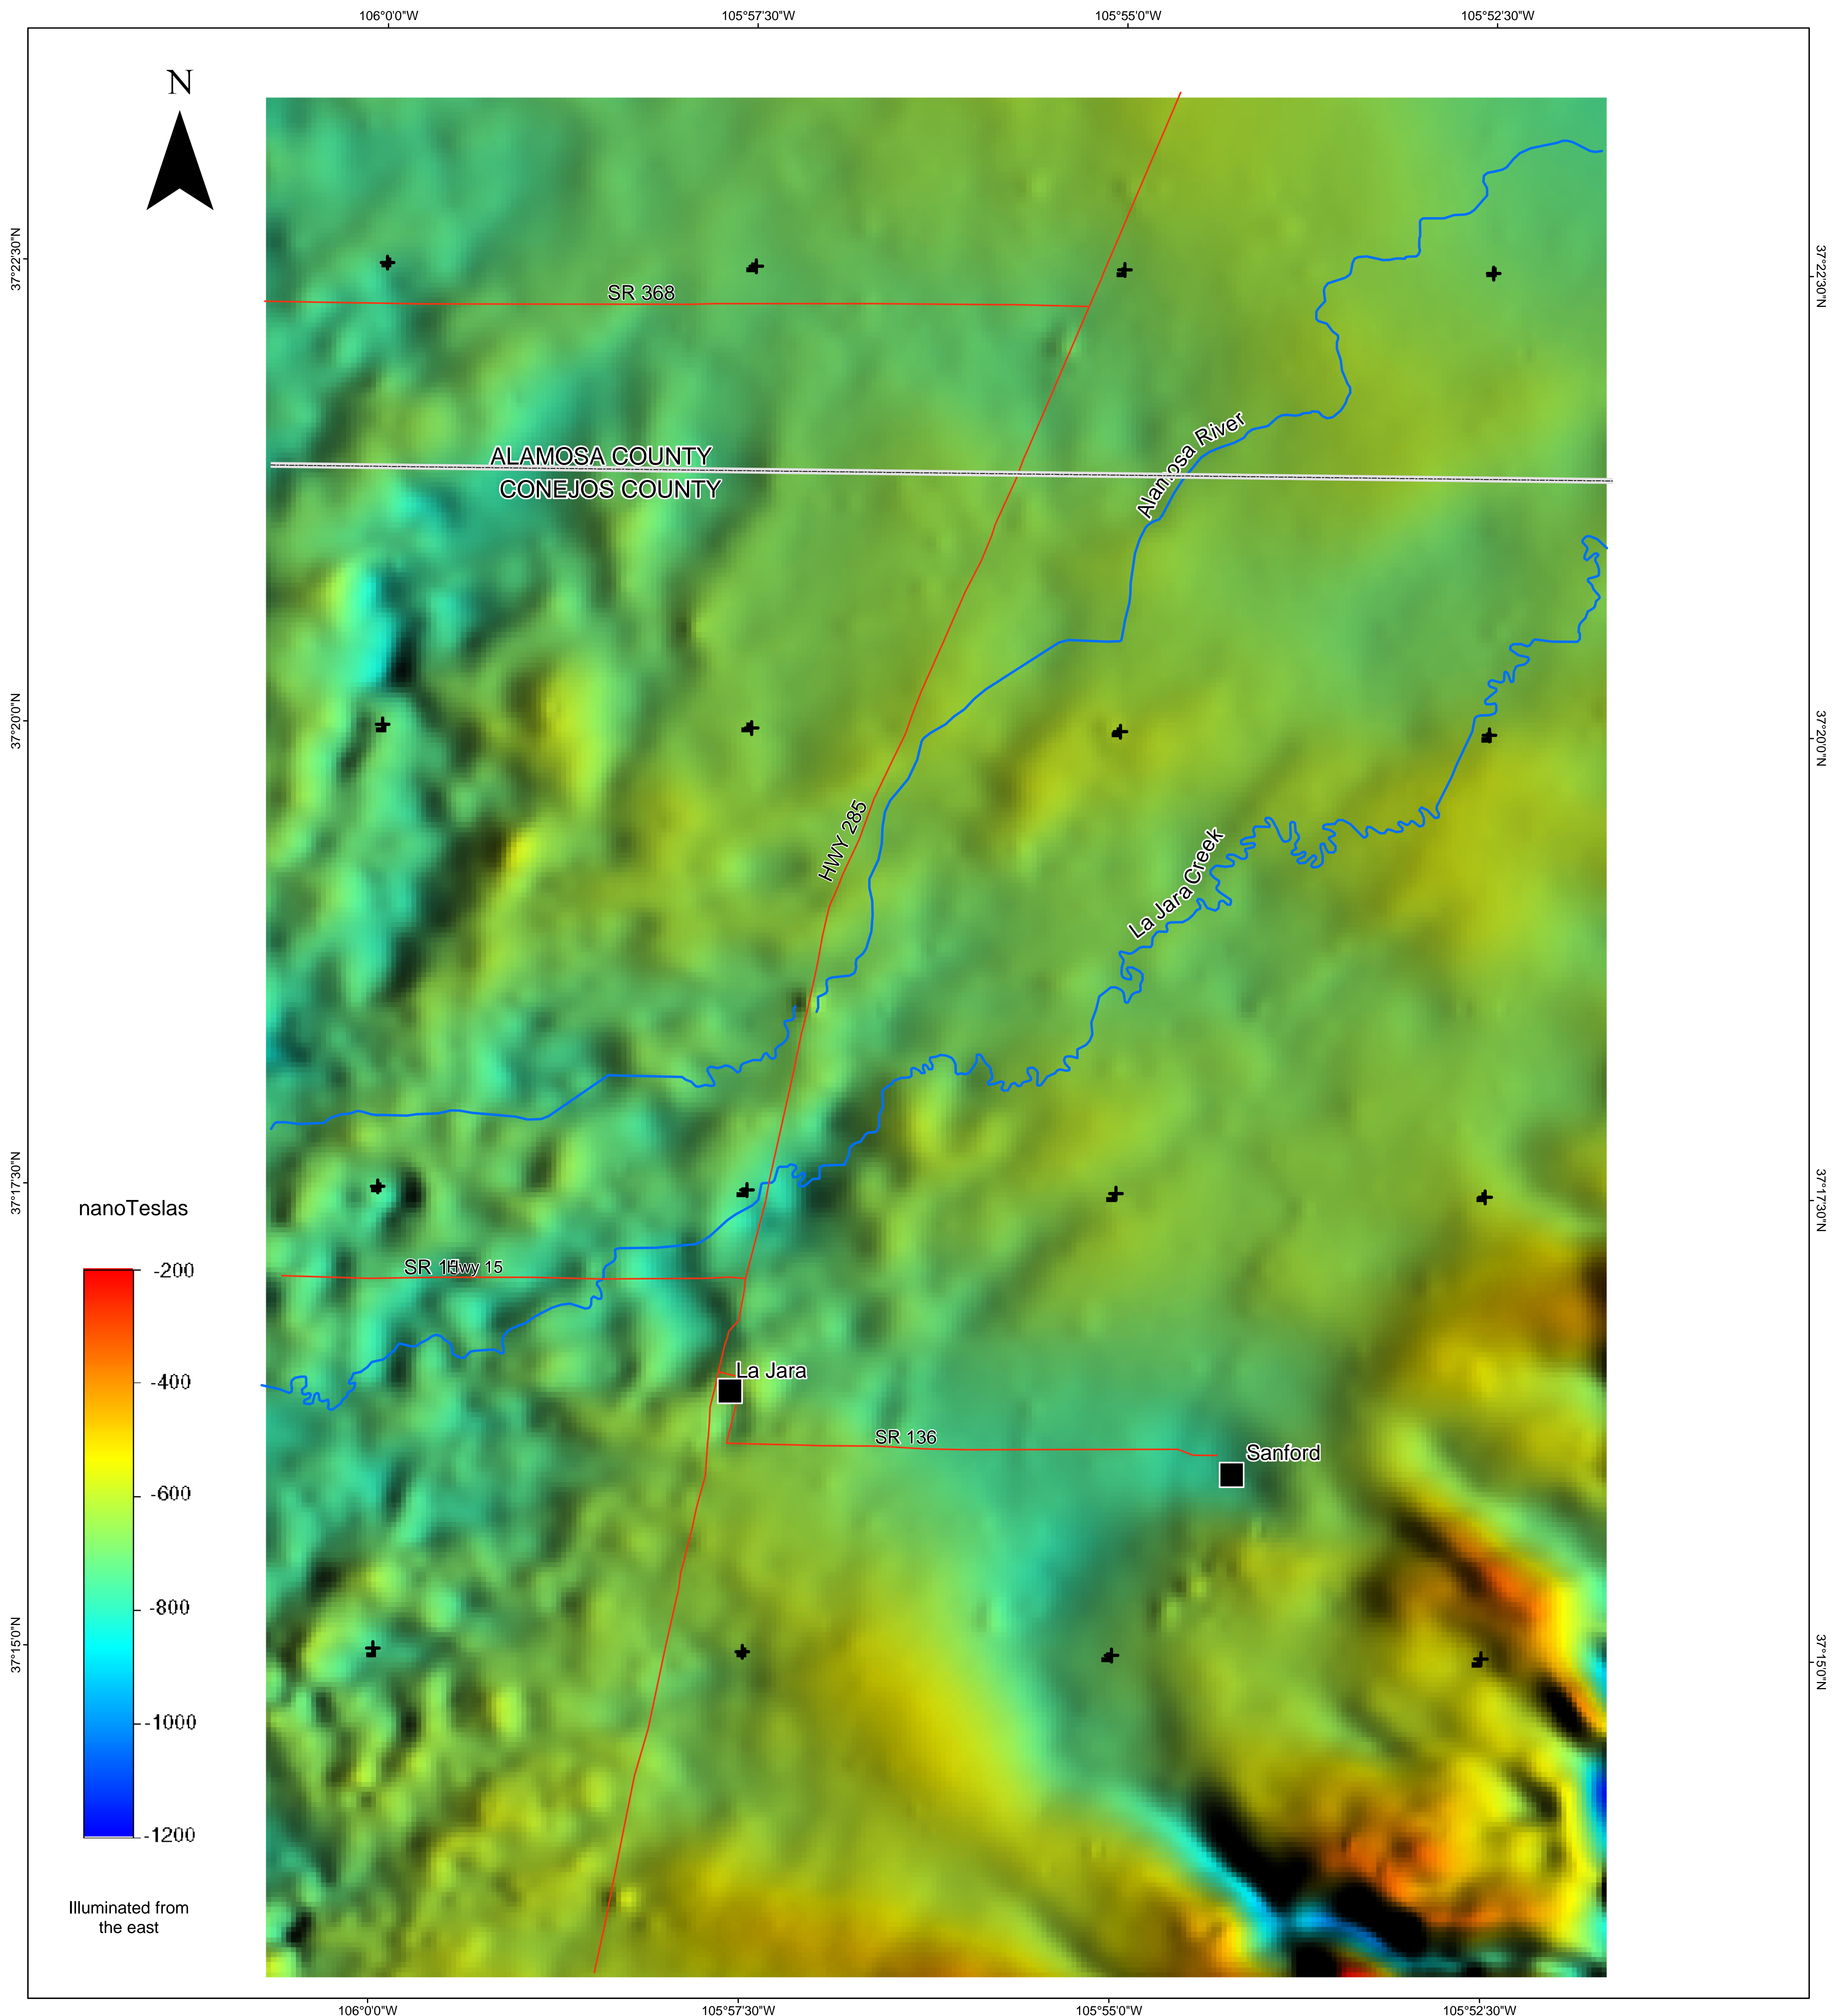 106°0'0"W
105°57'30"W
105°55'0"W
105°52'30"W
N
37°22'30"N
37°22'30"N
SR 368
Alamosa River
ALAMOSA COUNTY
CONEJOS COUNTY
37°20'0"N
37°20'0"N
HWY 285
La Jara Creek
37°17'30"N
37°17'30"N
nanoTeslas
SR 15
Hwy 15
-200
-400
-600
-800
-1000
-1200
La Jara
SR 136
Sanford
37°15'0"N
37°15'0"N
Illuminated from
the east
106°0'0"W
105°57'30"W
105°55'0"W
105°52'30"W